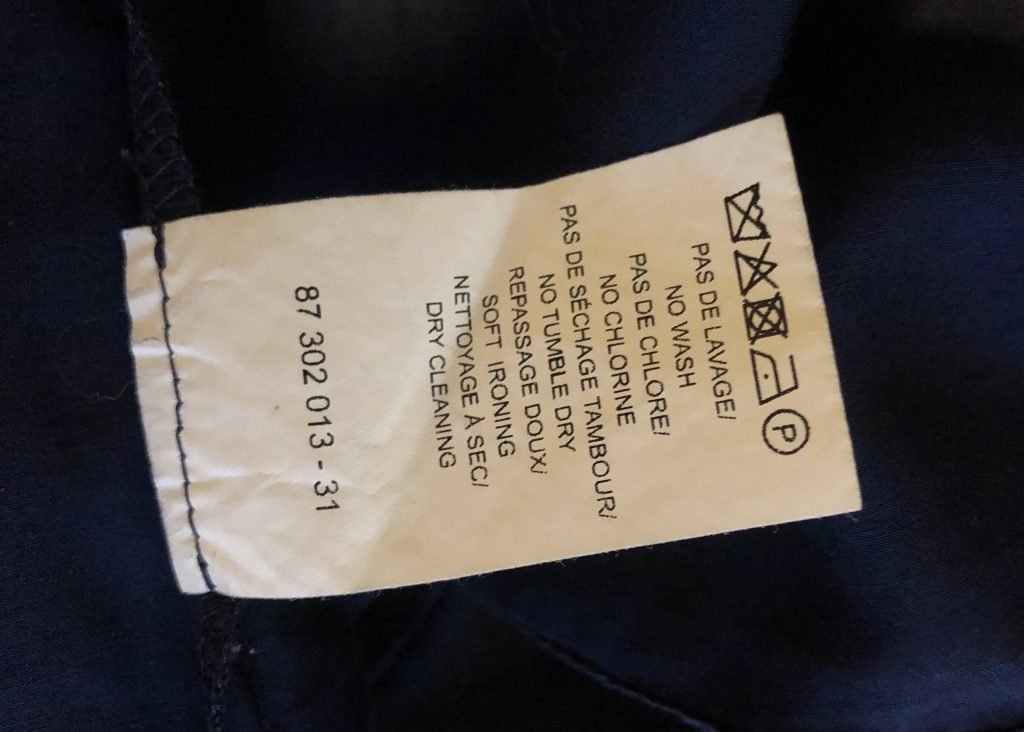 P
PAS DE LAVAGE/
NO WASH
PAS DE CHLORE/
NO CHLORINE
PAS DE SÉCHAGE TAMBOUR/
NO TUMBLE DRY
REPASSAGE DOUX/
SOFT IRONING
NETTOYAGE À SEC/
DRY CLEANING
87 302 013 - 31